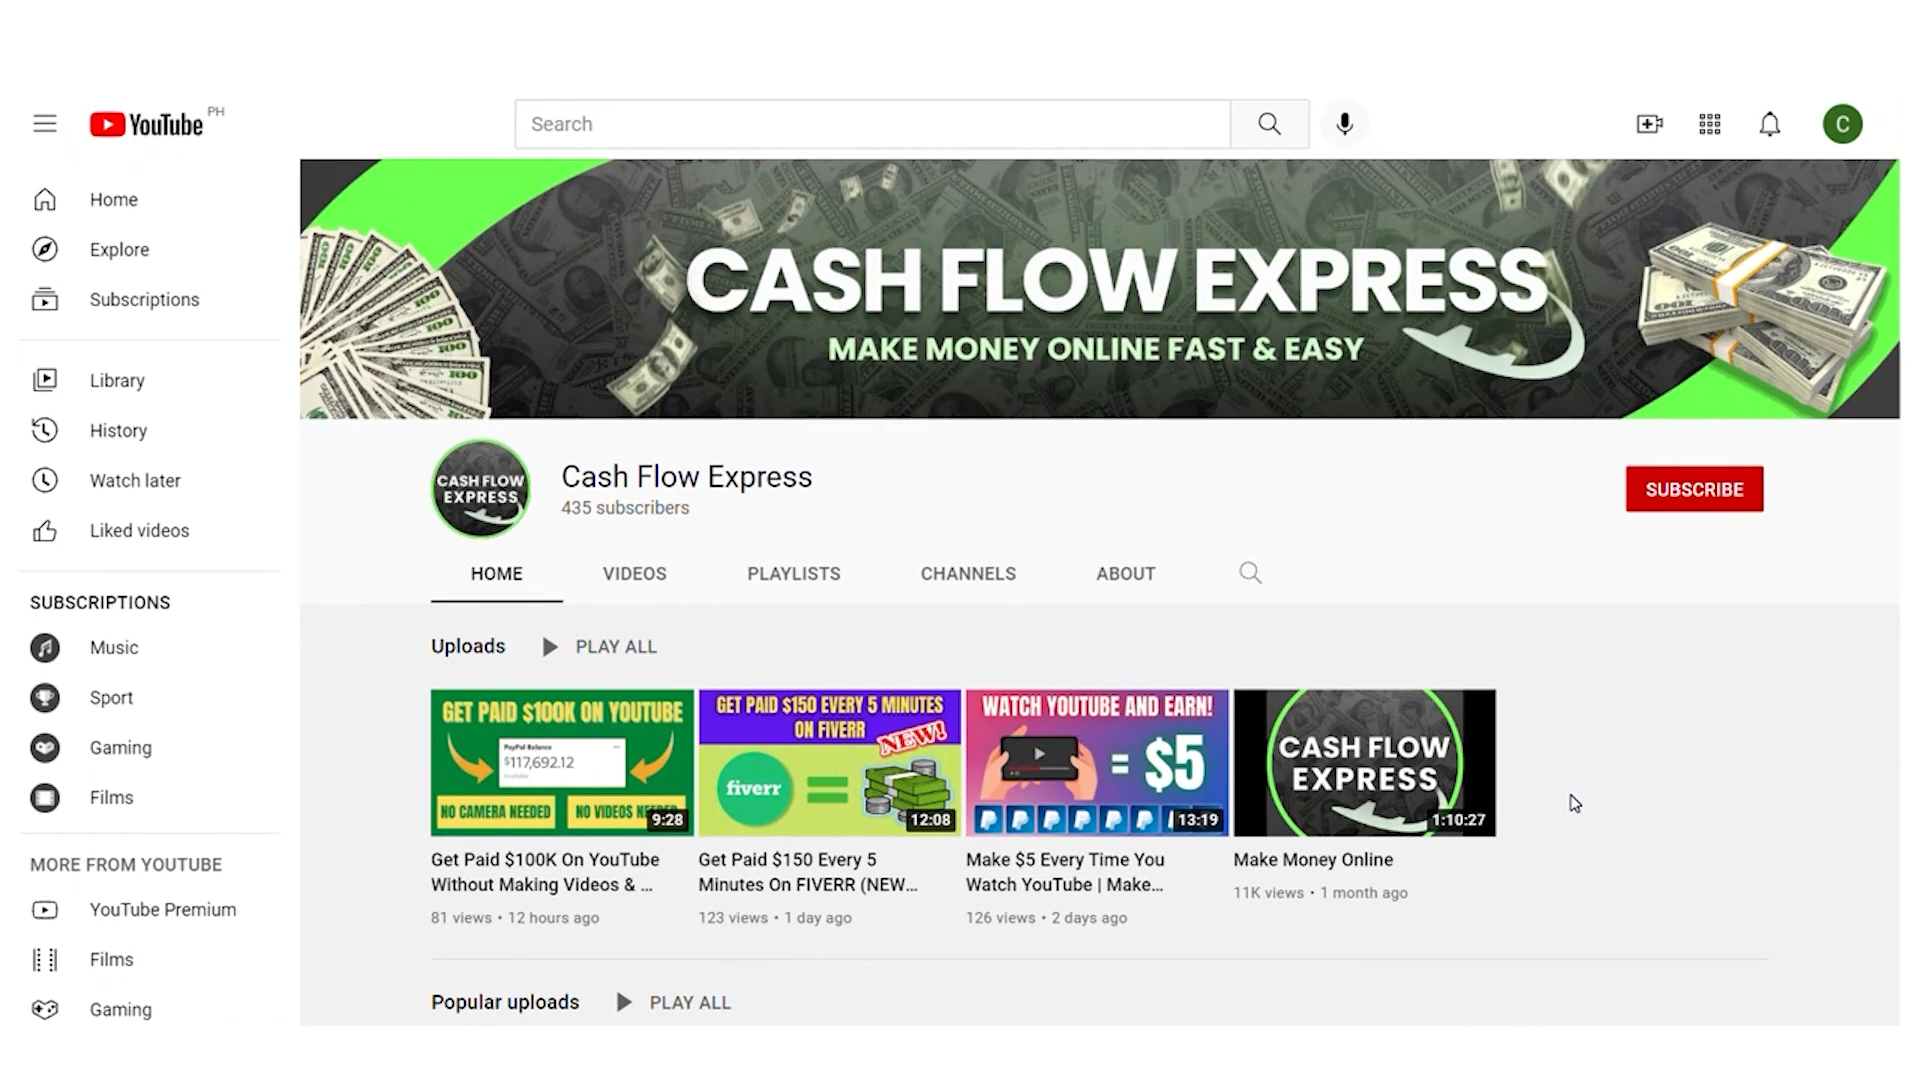 YouTube PH
Search
C
Home
Explore
Subscriptions
Library
History
Watch later
Liked videos
SUBSCRIPTIONS
Music
Sport
Gaming
Films
MORE FROM YOUTUBE
YouTube Premium
Films
Gaming
CASH FLOW EXPRESS
MAKE MONEY ONLINE FAST & EASY
CASH FLOW
EXPRESS
Cash Flow Express
435 subscribers
SUBSCRIBE
HOME VIDEOS PLAYLISTS CHANNELS ABOUT
Uploads PLAY ALL
GET PAID $100K ON YOUTUBE
PayPal Balance
$117,692.12
Available
NO CAMERA NEEDED
NO VIDEOS NEEDED
9:28
Get Paid $100K On YouTube
Without Making Videos & ...
81 views • 12 hours ago
GET PAID $150 EVERY 5 MINUTES
ON FIVERR
NEW!
fiverr
12:08
Get Paid $150 Every 5
Minutes On FIVERR (NEW...
123 views • 1 day ago
WATCH YOUTUBE AND EARN!
= $5
13:19
Make $5 Every Time You
Watch YouTube | Make...
126 views • 2 days ago
CASH FLOW
EXPRESS
1:10:27
Make Money Online
11K views • 1 month ago
Popular uploads PLAY ALL